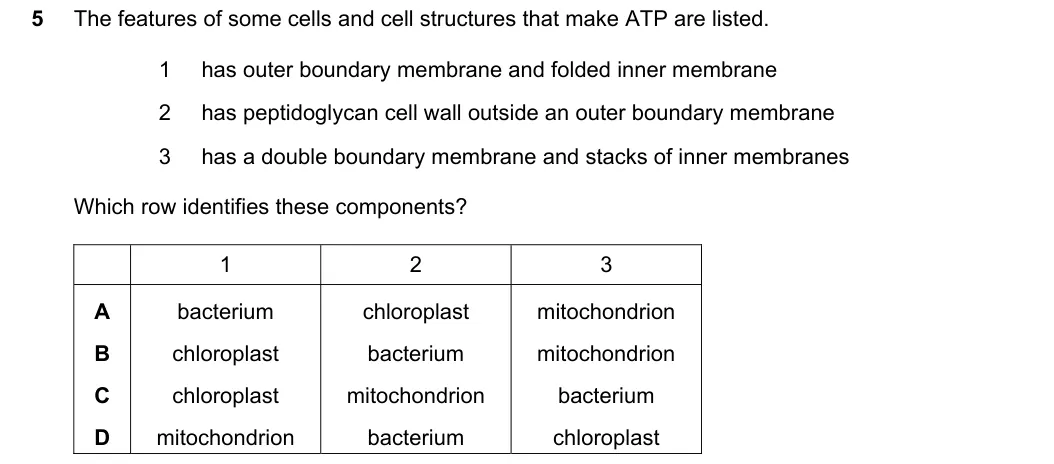 5 The features of some cells and cell structures that make ATP are listed.
1 has outer boundary membrane and folded inner membrane
2 has peptidoglycan cell wall outside an outer boundary membrane
3 has a double boundary membrane and stacks of inner membranes
Which row identifies these components?
1 2 3
A bacterium chloroplast mitochondrion
B chloroplast bacterium mitochondrion
C chloroplast mitochondrion bacterium
D mitochondrion bacterium chloroplast